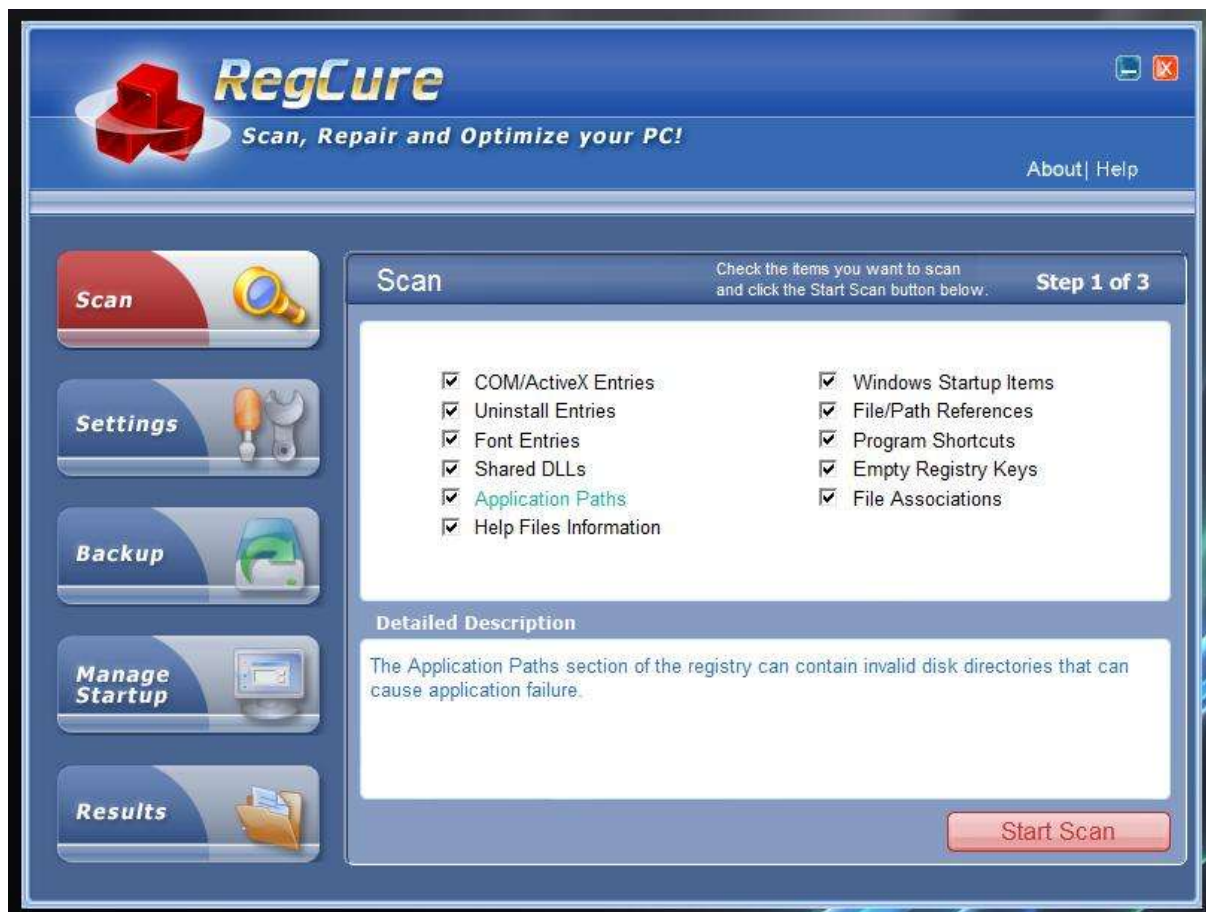 RegCure
Scan, Repair and Optimize your PC!
About| Help
Scan
Settings
Backup
Manage
Startup
Results
Scan
Check the items you want to scan
and click the Start Scan button below.
Step 1 of 3
COM/ActiveX Entries
Uninstall Entries
Font Entries
Shared DLLs
Application Paths
Help Files Information
Windows Startup Items
File/Path References
Program Shortcuts
Empty Registry Keys
File Associations
Detailed Description
The Application Paths section of the registry can contain invalid disk directories that can
cause application failure.
Start Scan